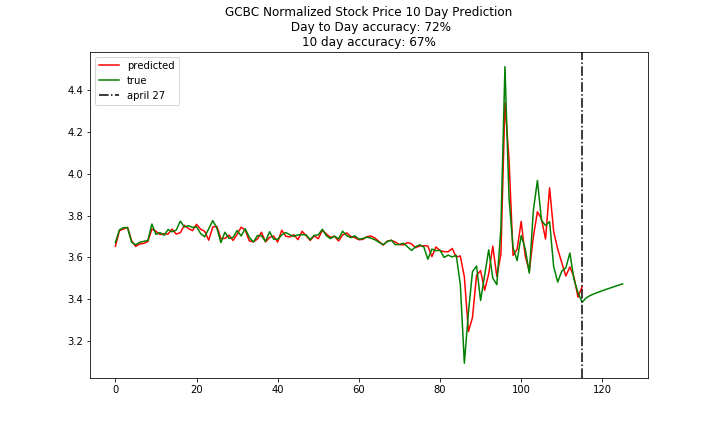 GCBC Normalized Stock Price 10 Day Prediction
Day to Day accuracy: 72%
10 day accuracy: 67%
predicted
true
april 27
4.4
4.2
4.0
3.8
3.6
3.4
3.2
0 20 40 60 80 100 120